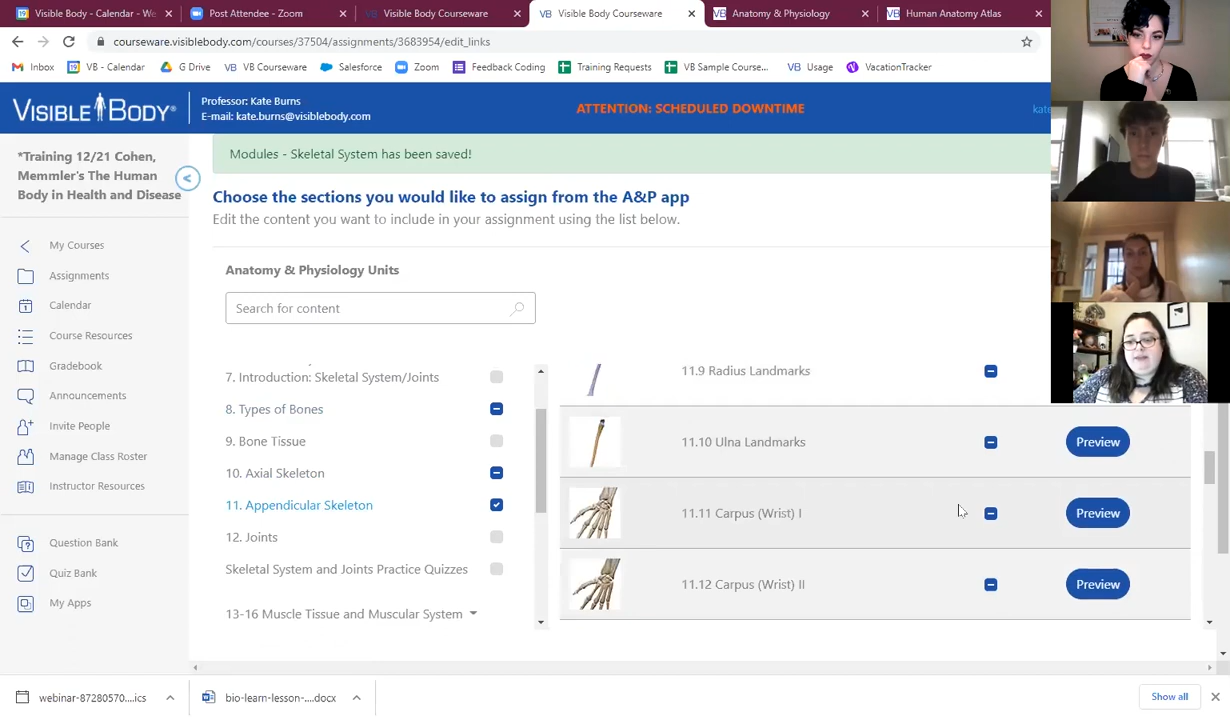 Visible Body - Calendar - We
Post Attendee - Zoom
Visible Body Courseware
Visible Body Courseware
Anatomy & Physiology
Human Anatomy Atlas
courseware.visiblebody.com/courses/37504/assignments/3683954/edit_links
Inbox
VB - Calendar
G Drive
VB Courseware
Salesforce
Zoom
Feedback Coding
Training Requests
VB Sample Course...
Usage
VacationTracker
VISIBLE BODY®
Professor: Kate Burns
E-mail: kate.burns@visiblebody.com
ATTENTION: SCHEDULED DOWNTIME
kate
*Training 12/21 Cohen,
Memmler's The Human
Body in Health and Disease
My Courses
Assignments
Calendar
Course Resources
Gradebook
Announcements
Invite People
Manage Class Roster
Instructor Resources
Question Bank
Quiz Bank
My Apps
Modules - Skeletal System has been saved!
Choose the sections you would like to assign from the A&P app
Edit the content you want to include in your assignment using the list below.
Anatomy & Physiology Units
Search for content
7. Introduction: Skeletal System/Joints
8. Types of Bones
9. Bone Tissue
10. Axial Skeleton
11. Appendicular Skeleton
12. Joints
Skeletal System and Joints Practice Quizzes
13-16 Muscle Tissue and Muscular System
11.9 Radius Landmarks
11.10 Ulna Landmarks
Preview
11.11 Carpus (Wrist) I
Preview
11.12 Carpus (Wrist) II
Preview
webinar-87280570....ics
bio-learn-lesson-....docx
Show all